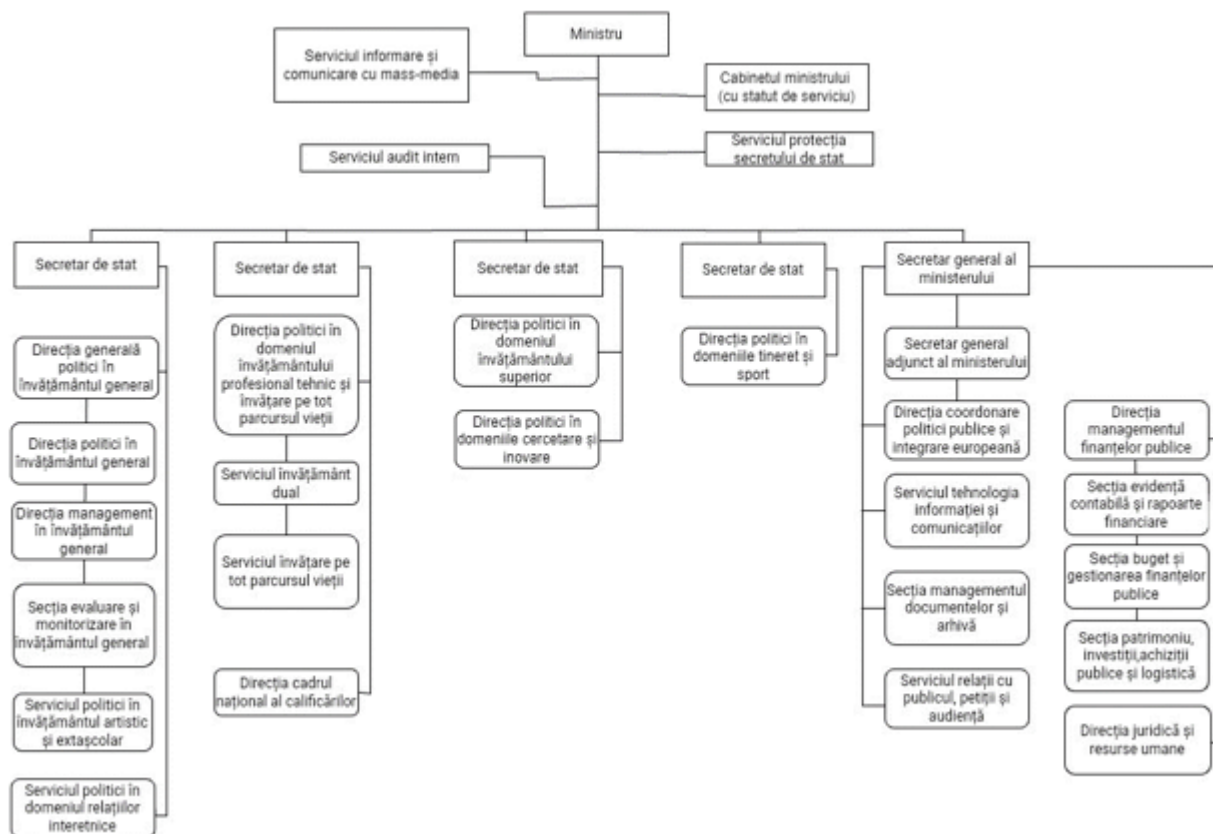 Ministru
Serviciul informare și
comunicare cu mass-media
Cabinetul ministrului
(cu statut de serviciu)
Serviciul protecția
secretului de stat
Serviciul audit intern
Secretar de stat
Direcția generală
politici în
învățământul general
Direcția politici în
învățământul general
Direcția management
în învățământul
general
Secția evaluare și
monitorizare în
învățământul general
Serviciul politici în
învățământul artistic
și extașcolar
Serviciul politici în
domeniul relațiilor
interetnice
Secretar de stat
Direcția politici în
domeniul
învățământului
profesional tehnic și
învățare pe tot
parcursul vieții
Serviciul învățământ
dual
Serviciul învățare pe
tot parcursul vieții
Direcția cadrul
național al calificărilor
Secretar de stat
Direcția politici în
domeniul
învățământului
superior
Direcția politici în
domeniile cercetare și
inovare
Secretar de stat
Direcția politici în
domeniile tineret și
sport
Secretar general al
ministerului
Secretar general
adjunct al ministerului
Direcția coordonare
politici publice și
integrare europeană
Serviciul tehnologia
informației și
comunicațiilor
Secția managementul
documentelor și
arhivă
Serviciul relații cu
publicul, petiții și
audiență
Direcția
managementul
finanțelor publice
Secția evidență
contabilă și rapoarte
financiare
Secția buget și
gestionarea finanțelor
publice
Secția patrimoniu,
investiții,achiziții
publice și logistică
Direcția juridică și
resurse umane